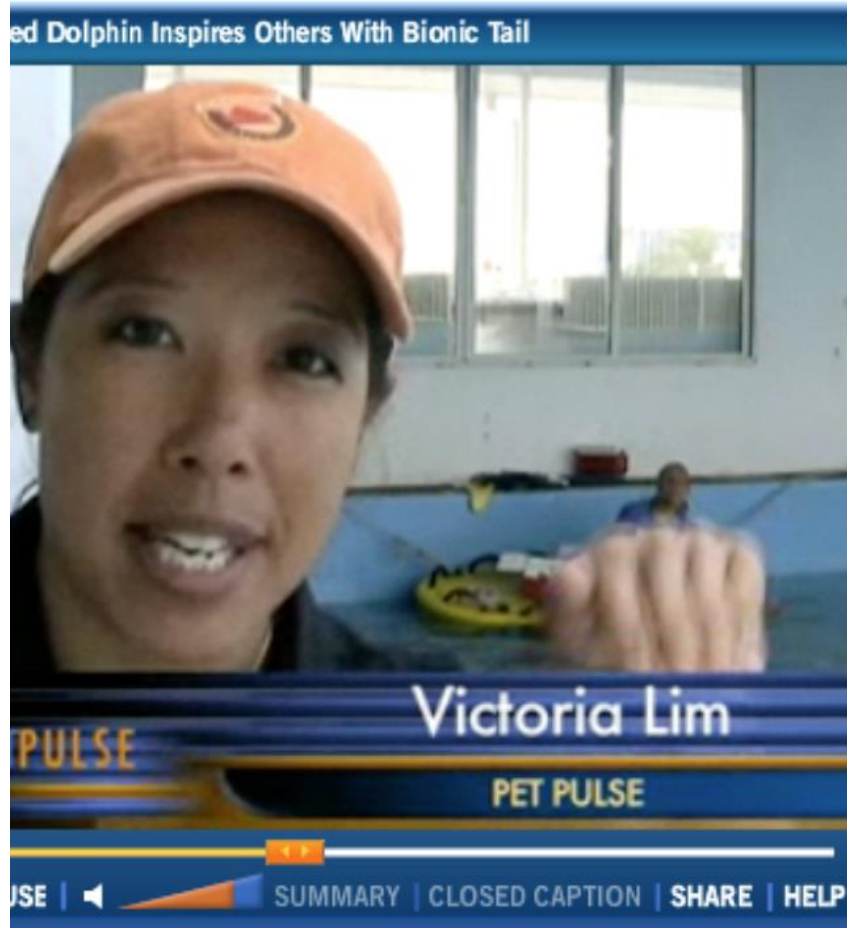 ed Dolphin Inspires Others With Bionic Tail
Victoria Lim
PULSE
PET PULSE
USE | SUMMARY | CLOSED CAPTION | SHARE | HELP